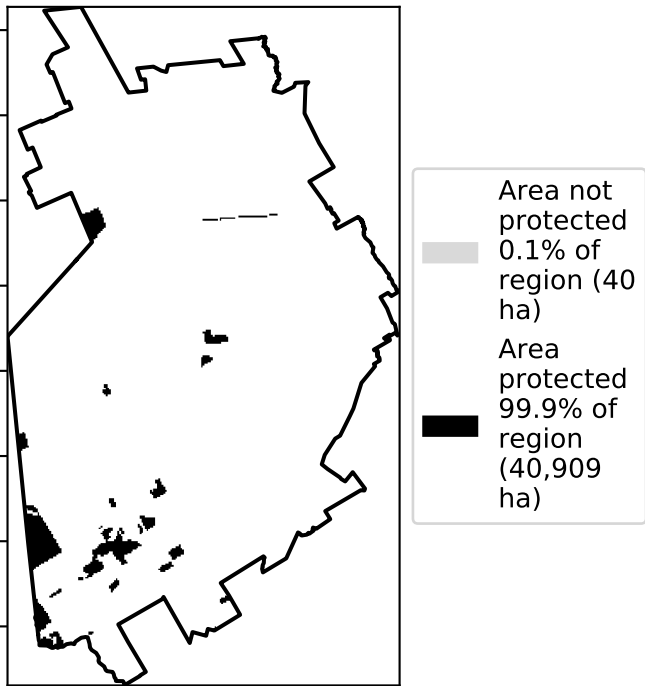 Area not
protected
0.1% of
region (40
ha)
Area
protected
99.9% of
region
(40,909
ha)